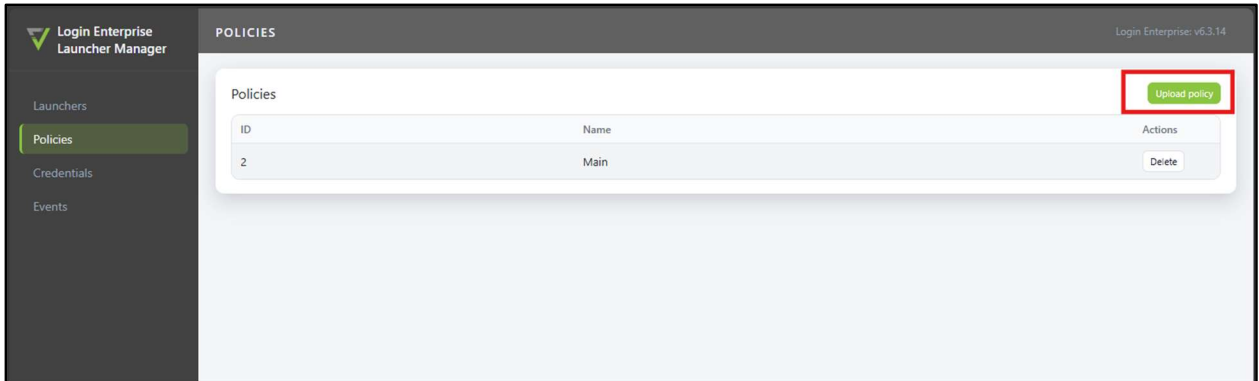 Login Enterprise
Launcher Manager
POLICIES
Login Enterprise: v6.3.14
Launchers
Policies
Credentials
Events
Policies
Upload policy
ID Name Actions
2 Main Delete